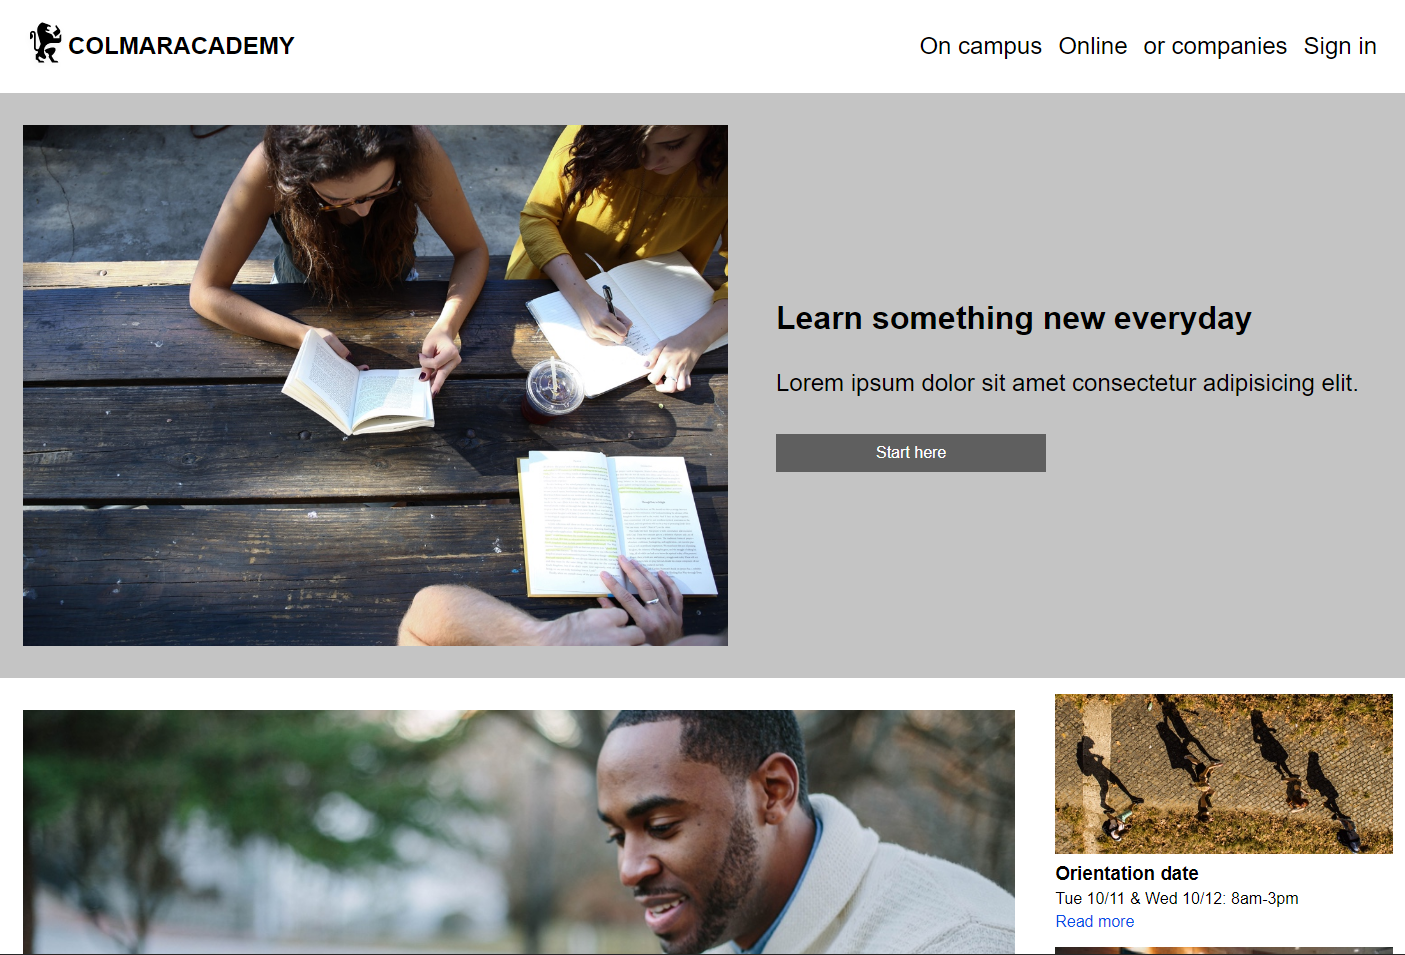 COLMARACADEMY
On campus Online or companies Sign in
Learn something new everyday
Lorem ipsum dolor sit amet consectetur adipisicing elit.
Start here
Orientation date
Tue 10/11 & Wed 10/12: 8am-3pm
Read more